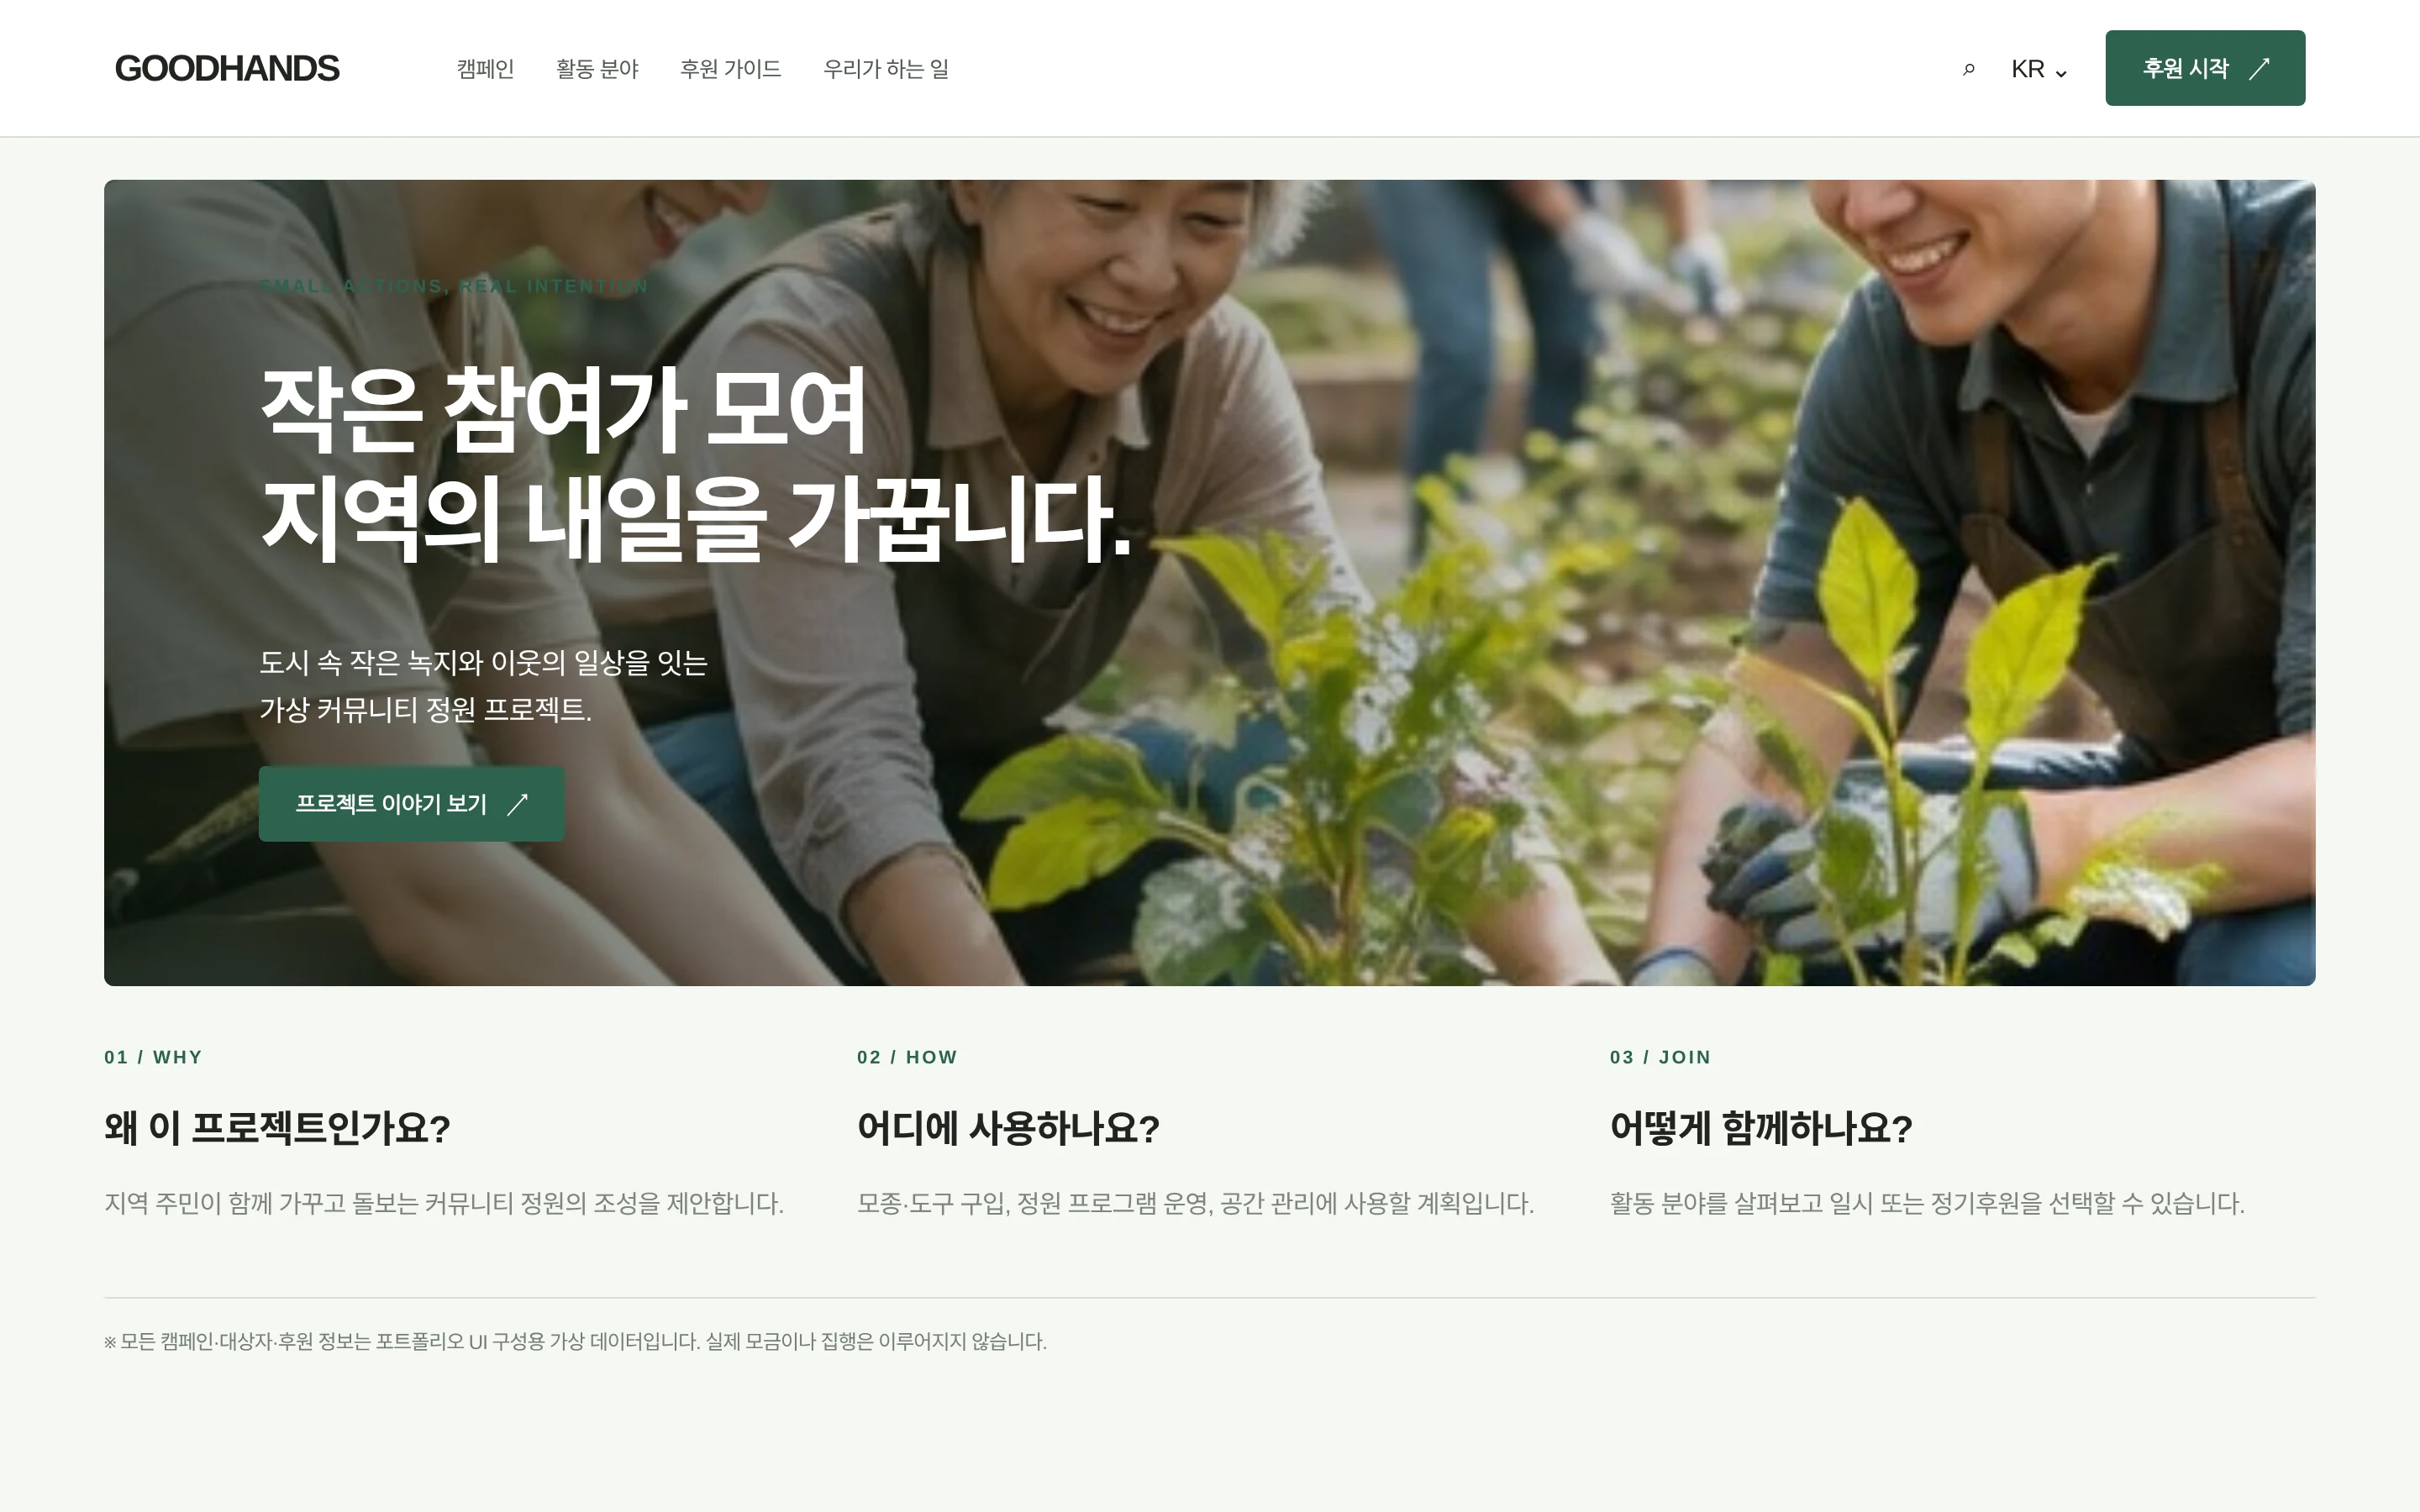 GOODHANDS
캠페인 활동 분야 후원 가이드 우리가 하는 일
KR
후원 시작
SMALL ACTIONS, REAL INTENTION
작은 참여가 모여
지역의 내일을 가꿉니다.
도시 속 작은 녹지와 이웃의 일상을 잇는
가상 커뮤니티 정원 프로젝트.
프로젝트 이야기 보기
01 / WHY
왜 이 프로젝트인가요?
지역 주민이 함께 가꾸고 돌보는 커뮤니티 정원의 조성을 제안합니다.
02 / HOW
어디에 사용하나요?
모종·도구 구입, 정원 프로그램 운영, 공간 관리에 사용할 계획입니다.
03 / JOIN
어떻게 함께하나요?
활동 분야를 살펴보고 일시 또는 정기후원을 선택할 수 있습니다.
※ 모든 캠페인·대상자·후원 정보는 포트폴리오 UI 구성용 가상 데이터입니다. 실제 모금이나 집행은 이루어지지 않습니다.